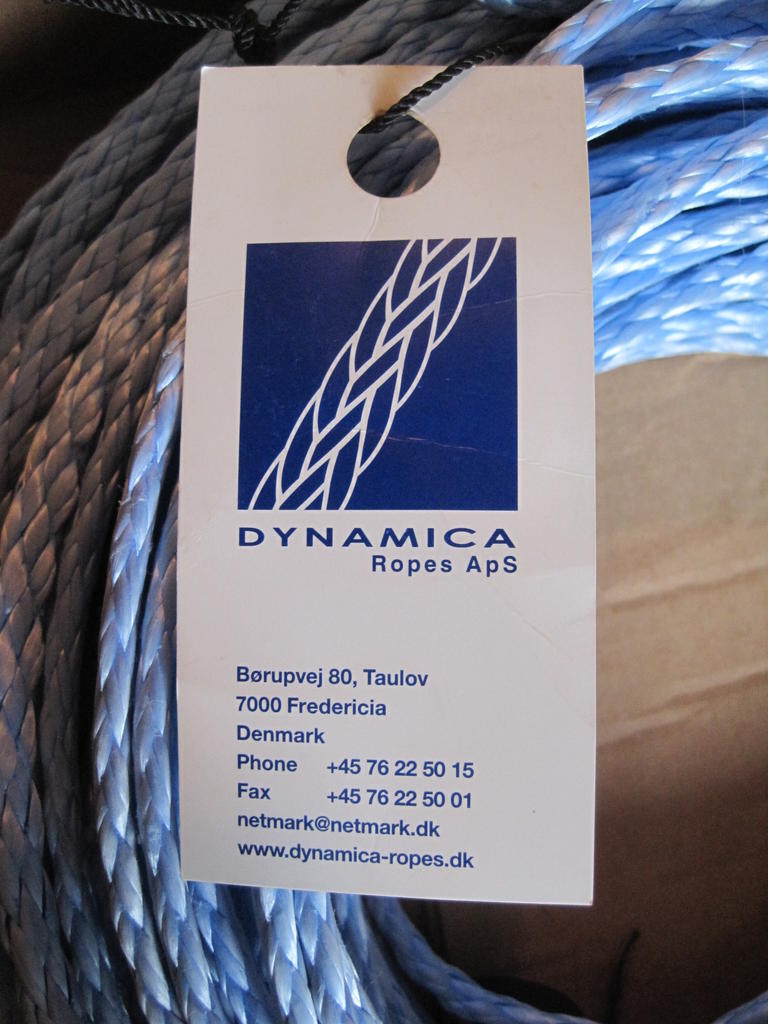 DYNAMICA
Ropes ApS
Børupvej 80, Taulov
7000 Fredericia
Denmark
Phone +45 76 22 50 15
Fax +45 76 22 50 01
netmark@netmark.dk
www.dynamica-ropes.dk